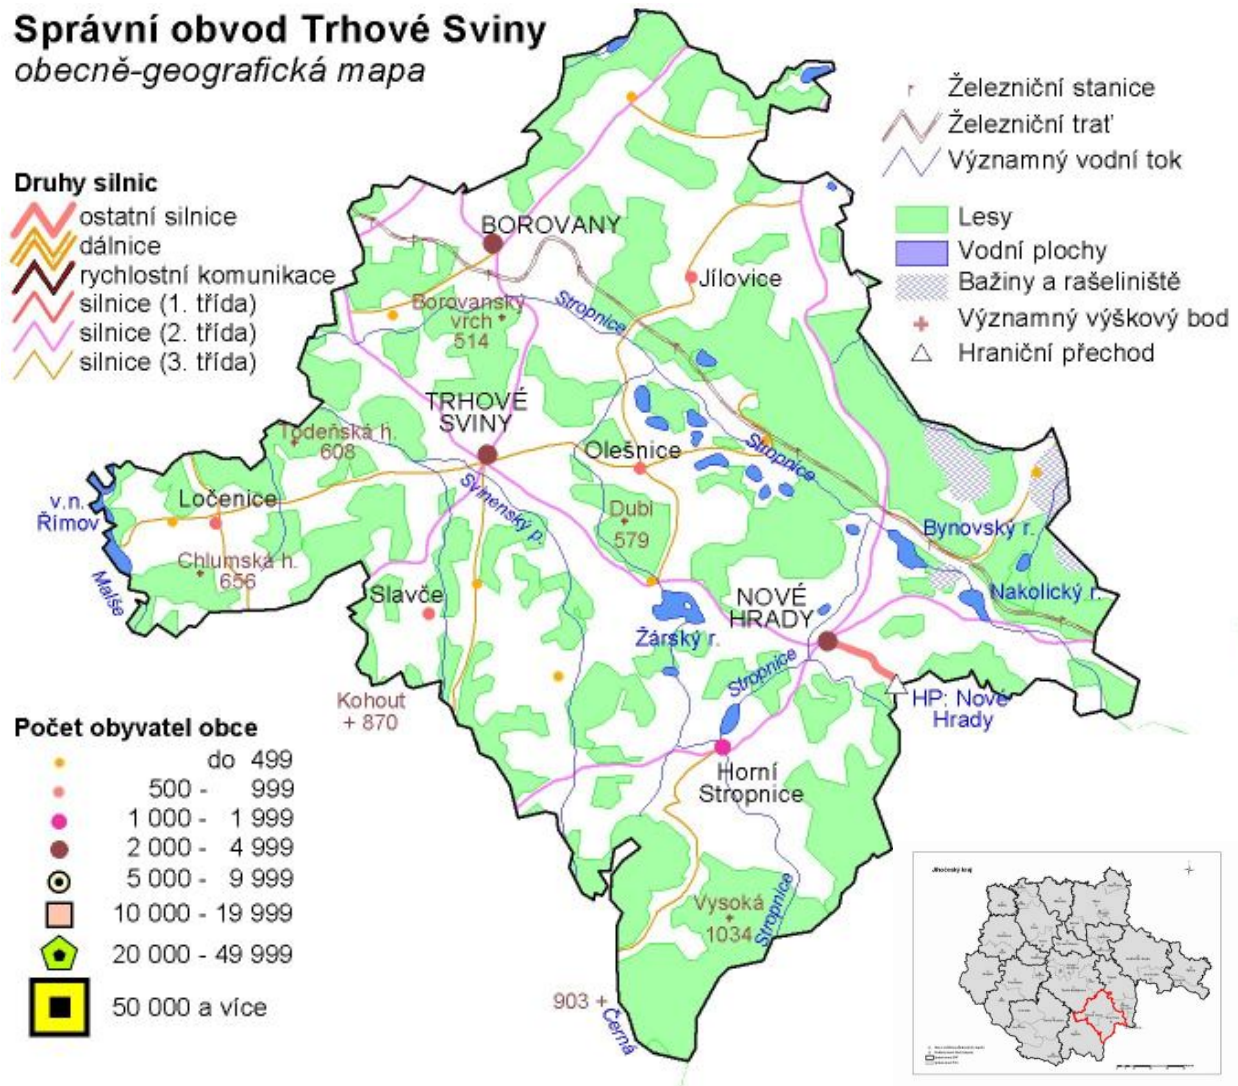 Správní obvod Trhové Sviny
obecně-geografická mapa
Železniční stanice
Železniční trať
Významný vodní tok
Lesy
Vodní plochy
Bažiny a rašeliniště
Významný výškový bod
Hraniční přechod
Druhy silnic
ostatní silnice
dálnice
rychlostní komunikace
silnice (1. třída)
silnice (2. třída)
silnice (3. třída)
BOROVANY
Jílovice
Borovanský
vrch
514
Stropnice
TRHOVÉ
SVINY
Todeňská h.
608
Olešnice
Stropnice
Ločenice
v.n.
Římov
Svinenský p.
Dubí
579
Bynovský r.
Chlumská h.
656
Malše
Slavče
NOVÉ
HRADY
Nakolický r.
Žárský r.
Stropnice
Kohout
870
HP: Nové
Hrady
Horní
Stropnice
Vysoká
1034
Stropnice
903
Černá
Počet obyvatel obce
do 499
500 - 999
1 000 - 1 999
2 000 - 4 999
5 000 - 9 999
10 000 - 19 999
20 000 - 49 999
50 000 a více
Jihočeský kraj